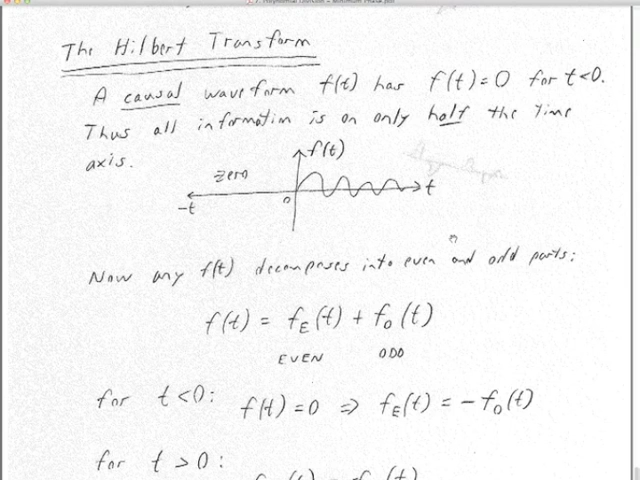 The Hilbert Transform
A causal waveform f(t) has f(t)=0 for t<0.
Thus all informatim is on only half the time
axis.
f(t)
zero
-t
0
t
Now any f(t) decomposes into even and odd parts:
f(t) = f_E(t) + f_O(t)
EVEN ODD
for t<0: f(t)=0 ⇒ f_E(t) = -f_O(t)
for t>0: